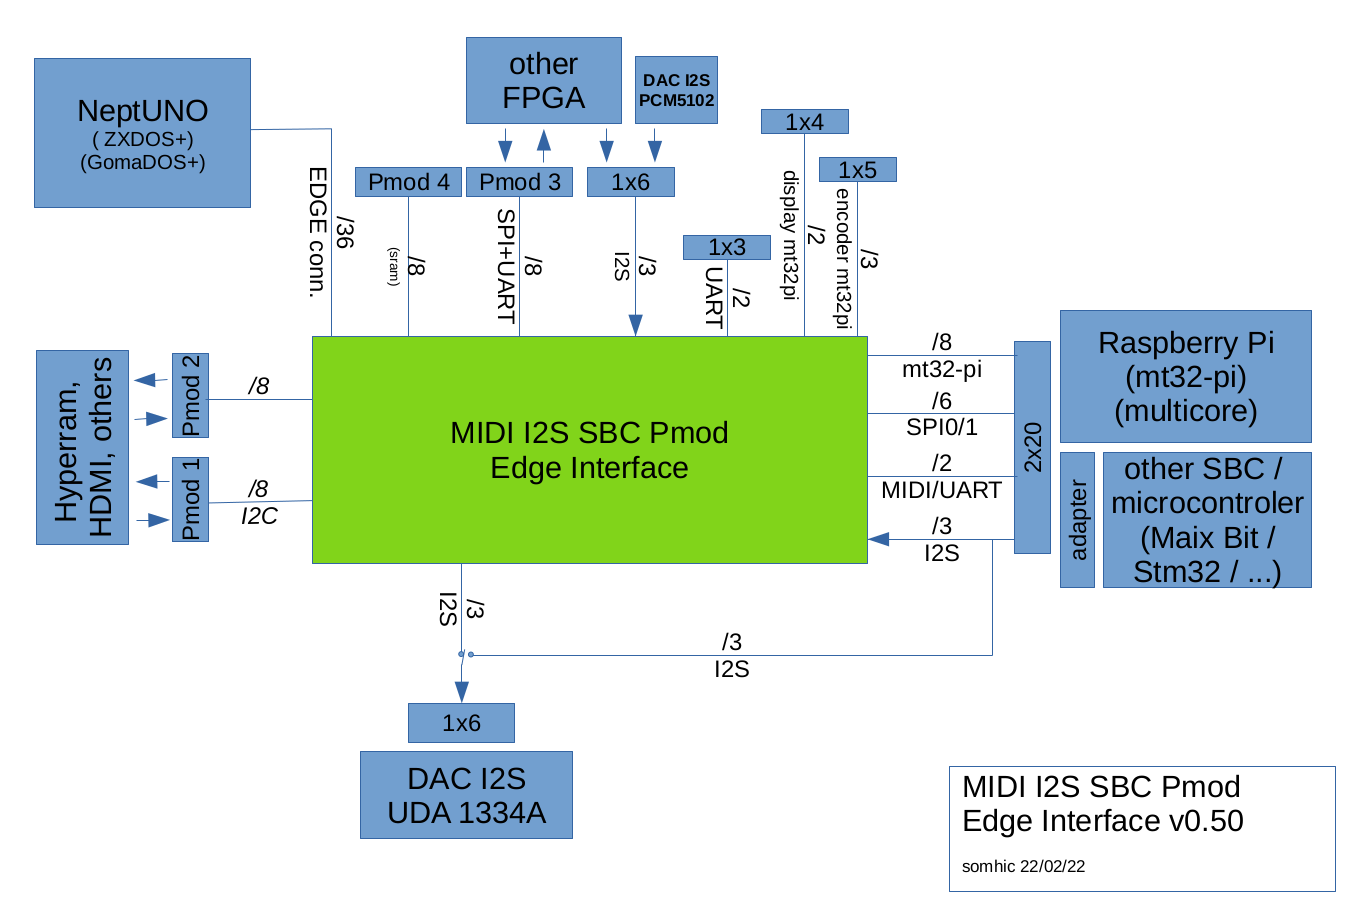 NeptUNO
( ZXDOS+)
(GomaDOS+)
other
FPGA
DAC I2S
PCM5102
1x4
1x5
Pmod 4
Pmod 3
1x6
1x3
EDGE conn.
/36
(sram)
/8
SPI+UART
/8
I2S
/3
UART
/2
display mt32pi
/2
encoder mt32pi
/3
Hyperram,
HDMI, others
Pmod 2
/8
Pmod 1
/8
I2C
MIDI I2S SBC Pmod
Edge Interface
/8
mt32-pi
/6
SPI0/1
/2
MIDI/UART
/3
I2S
2x20
Raspberry Pi
(mt32-pi)
(multicore)
adapter
other SBC /
microcontroler
(Maix Bit /
Stm32 / ...)
I2S
/3
/3
I2S
1x6
DAC I2S
UDA 1334A
MIDI I2S SBC Pmod
Edge Interface v0.50
somhic 22/02/22